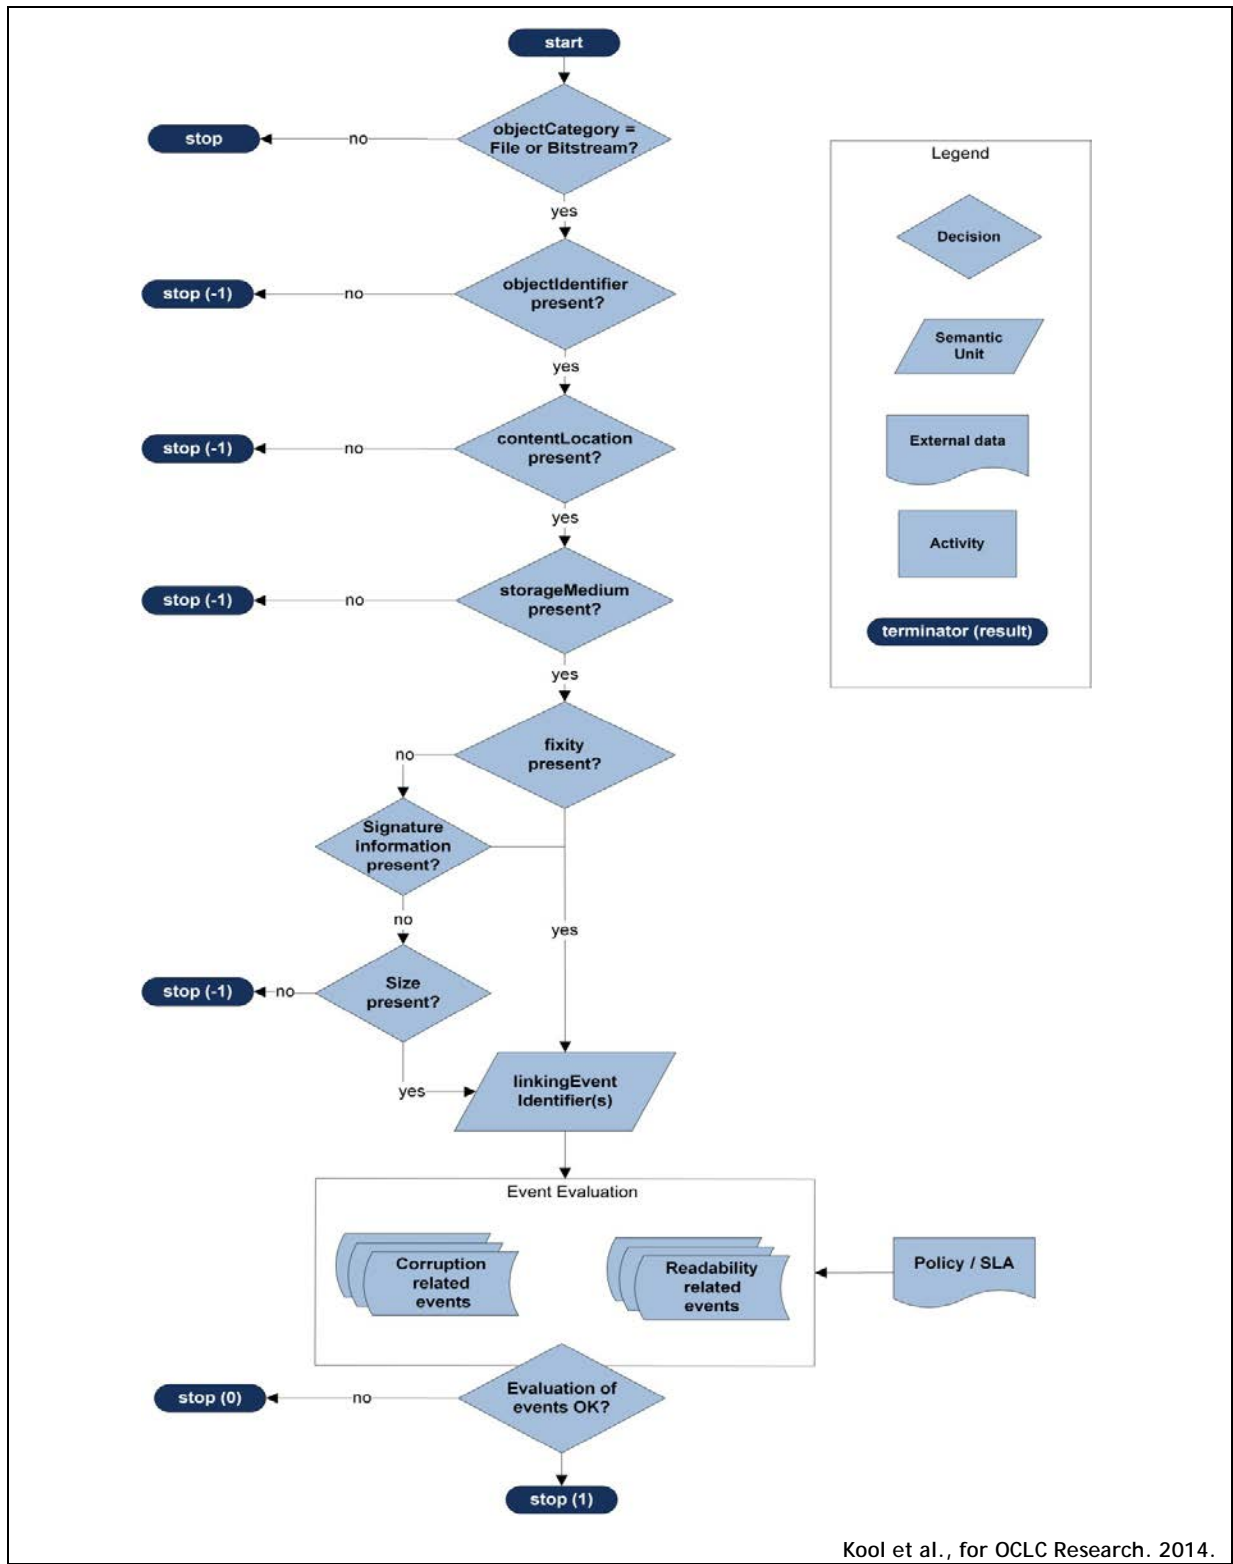 start
objectCategory =
File or Bitstream?
no
stop
yes
Legend
Decision
objectIdentifier
present?
no
stop (-1)
yes
Semantic
Unit
contentLocation
present?
no
stop (-1)
yes
External data
Activity
storageMedium
present?
no
stop (-1)
yes
terminator (result)
fixity
present?
no
Signature
information
present?
no
yes
Size
present?
no
stop (-1)
yes
linkingEvent
Identifier(s)
Event Evaluation
Corruption
related
events
Readability
related
events
Policy / SLA
Evaluation of
events OK?
no
stop (0)
stop (1)
Kool et al., for OCLC Research. 2014.